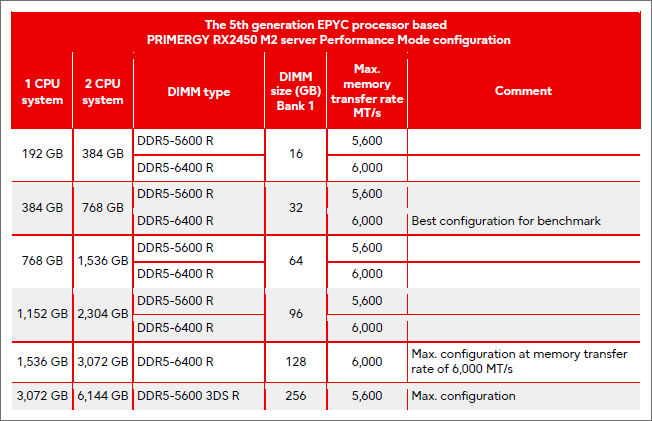 The 5th generation EPYC processor based
PRIMERGY RX2450 M2 server Performance Mode configuration
1 CPU system | 2 CPU system | DIMM type | DIMM size (GB) Bank 1 | Max. memory transfer rate MT/s | Comment
192 GB | 384 GB | DDR5-5600 R | 16 | 5,600
DDR5-6400 R | 6,000
384 GB | 768 GB | DDR5-5600 R | 32 | 5,600
DDR5-6400 R | 6,000 | Best configuration for benchmark
768 GB | 1,536 GB | DDR5-5600 R | 64 | 5,600
DDR5-6400 R | 6,000
1,152 GB | 2,304 GB | DDR5-5600 R | 96 | 5,600
DDR5-6400 R | 6,000
1,536 GB | 3,072 GB | DDR5-6400 R | 128 | 6,000 | Max. configuration at memory transfer rate of 6,000 MT/s
3,072 GB | 6,144 GB | DDR5-5600 3DS R | 256 | 5,600 | Max. configuration